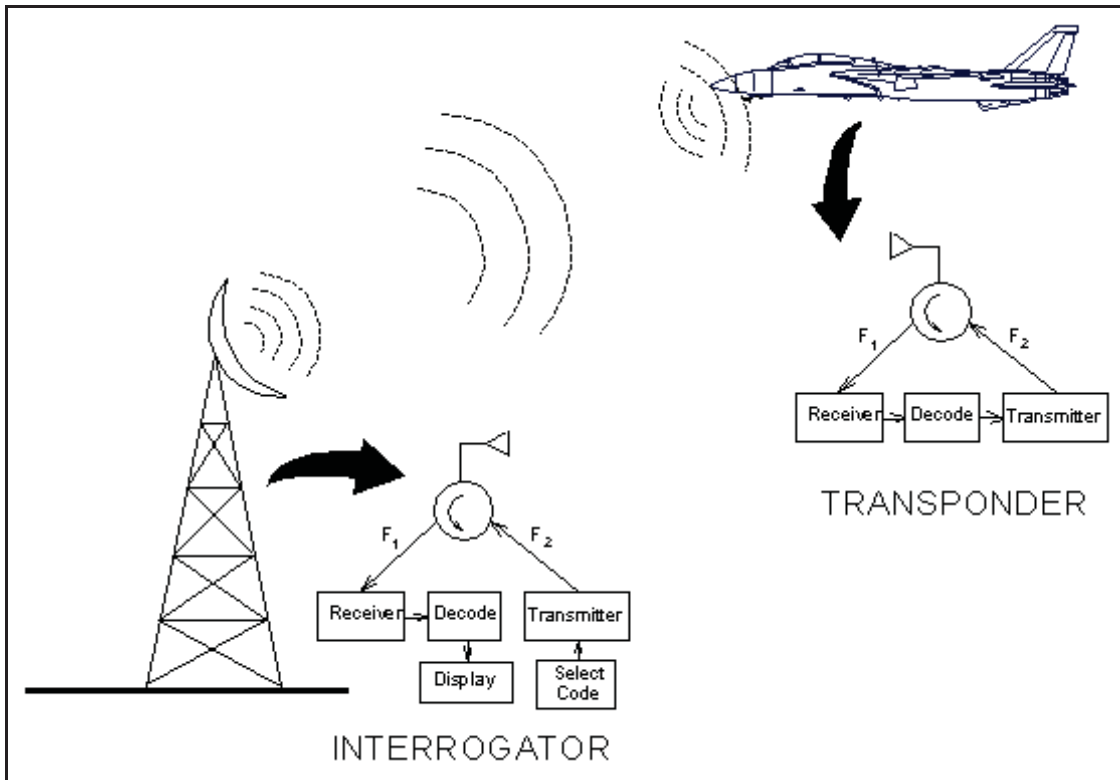 F1
F2
Receiver
Decode
Transmitter
TRANSPONDER
F1
F2
Receiver
Decode
Transmitter
Display
Select
Code
INTERROGATOR